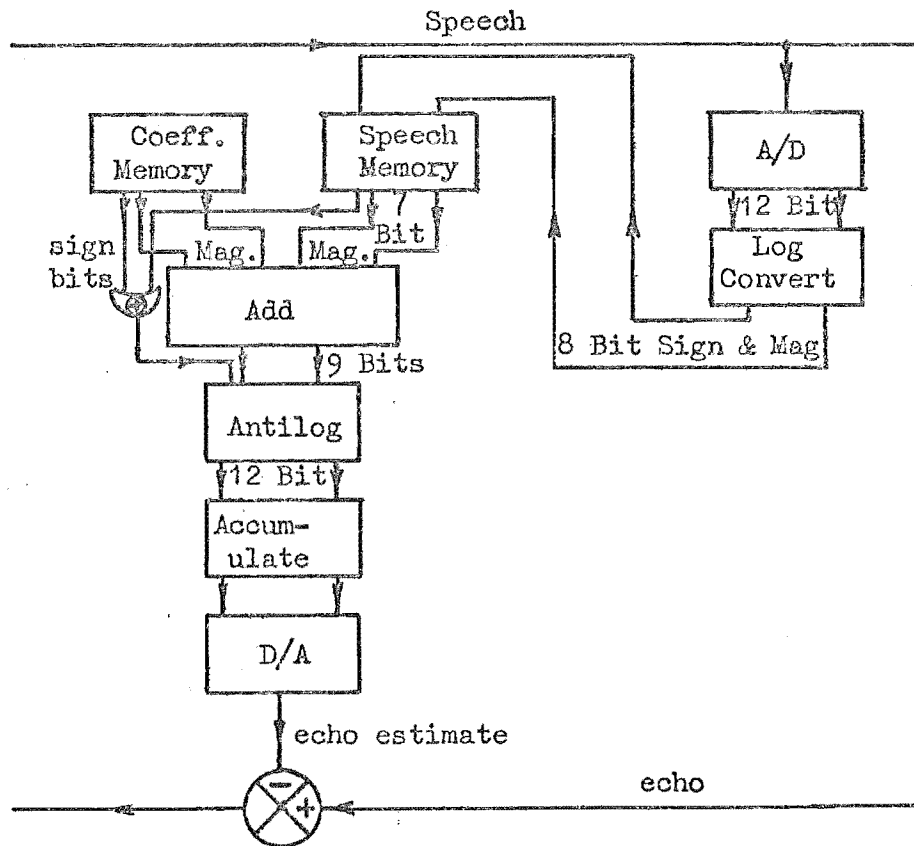 Speech
Coeff.
Memory
Speech
Memory
A/D
12 Bit
7
Bit
sign
bits
Mag.
Mag.
Log
Convert
Add
8 Bit Sign & Mag
9 Bits
Antilog
12 Bit
Accum-
ulate
D/A
echo estimate
echo
-
+